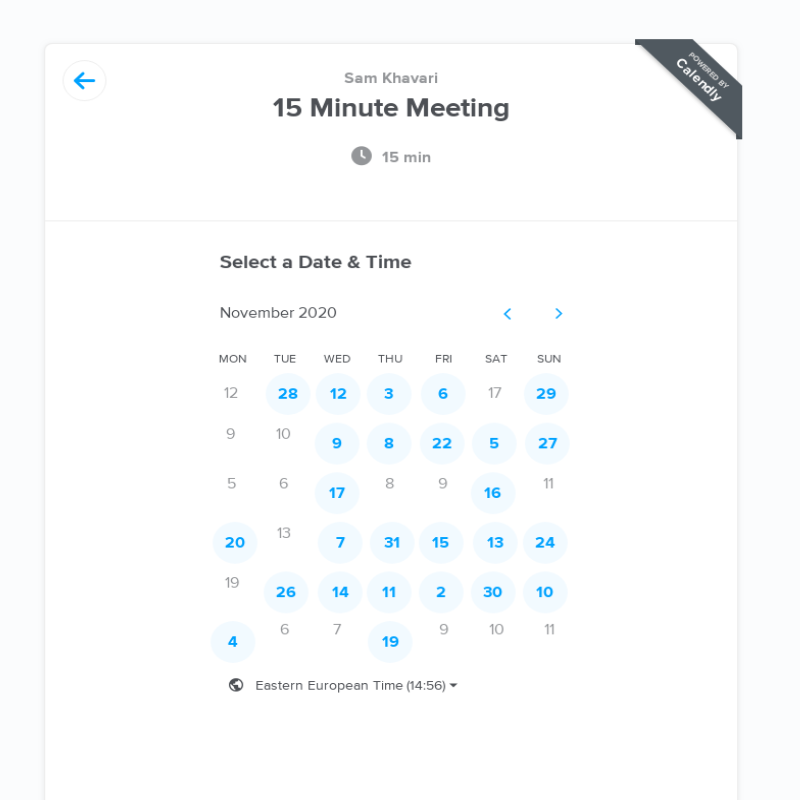 Sam Khavari
15 Minute Meeting
15 min
POWERED BY
Calendly
Select a Date & Time
November 2020
MON TUE WED THU FRI SAT SUN
12 28 12 3 6 17 29
9 10 9 8 22 5 27
5 6 17 8 9 16 11
20 13 7 31 15 13 24
19 26 14 11 2 30 10
4 6 7 19 9 10 11
Eastern European Time (14:56)